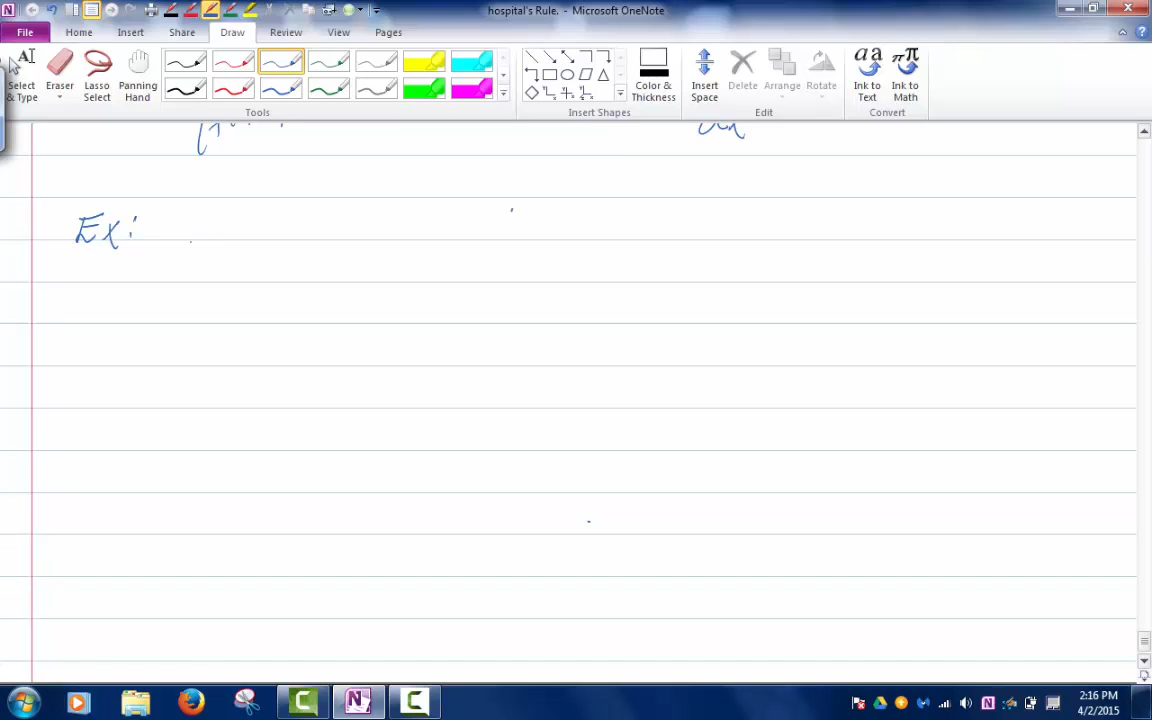 hospital's Rule. - Microsoft OneNote
File Home Insert Share Draw Review View Pages
Select & Type
Eraser
Lasso Select
Panning Hand
Color & Thickness
Insert Space
Delete
Arrange
Rotate
Ink to Text
Ink to Math
Tools Insert Shapes Edit Convert
Ex:
2:16 PM
4/2/2015